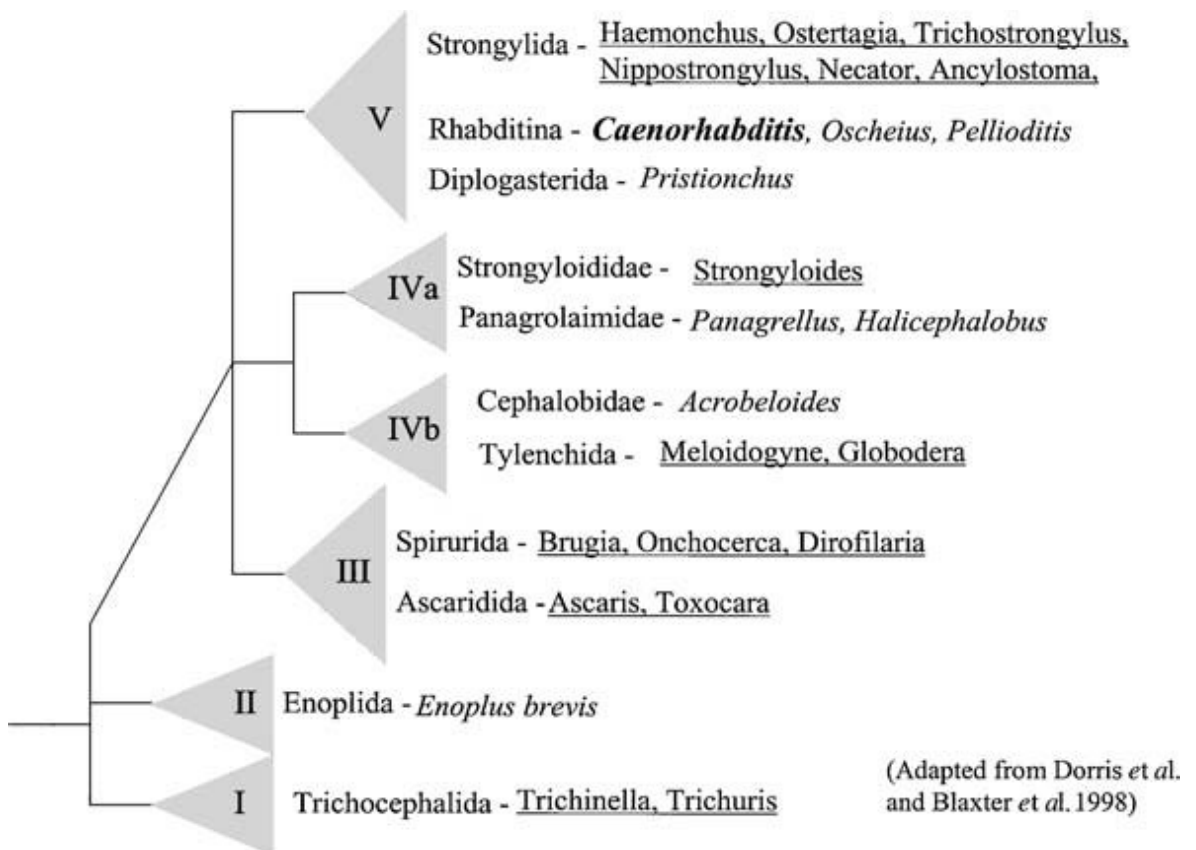 Strongylida - Haemonchus, Ostertagia, Trichostrongylus,
Nippostrongylus, Necator, Ancylostoma,
V
Rhabditina - Caenorhabditis, Oscheius, Pellioditis
Diplogasterida - Pristionchus
Strongyloididae - Strongyloides
IVa
Panagrolaimidae - Panagrellus, Halicephalobus
Cephalobidae - Acrobeloides
IVb
Tylenchida - Meloidogyne, Globodera
Spirurida - Brugia, Onchocerca, Dirofilaria
III
Ascaridida - Ascaris, Toxocara
II Enoplida - Enoplus brevis
I Trichocephalida - Trichinella, Trichuris
(Adapted from Dorris et al.
and Blaxter et al. 1998)